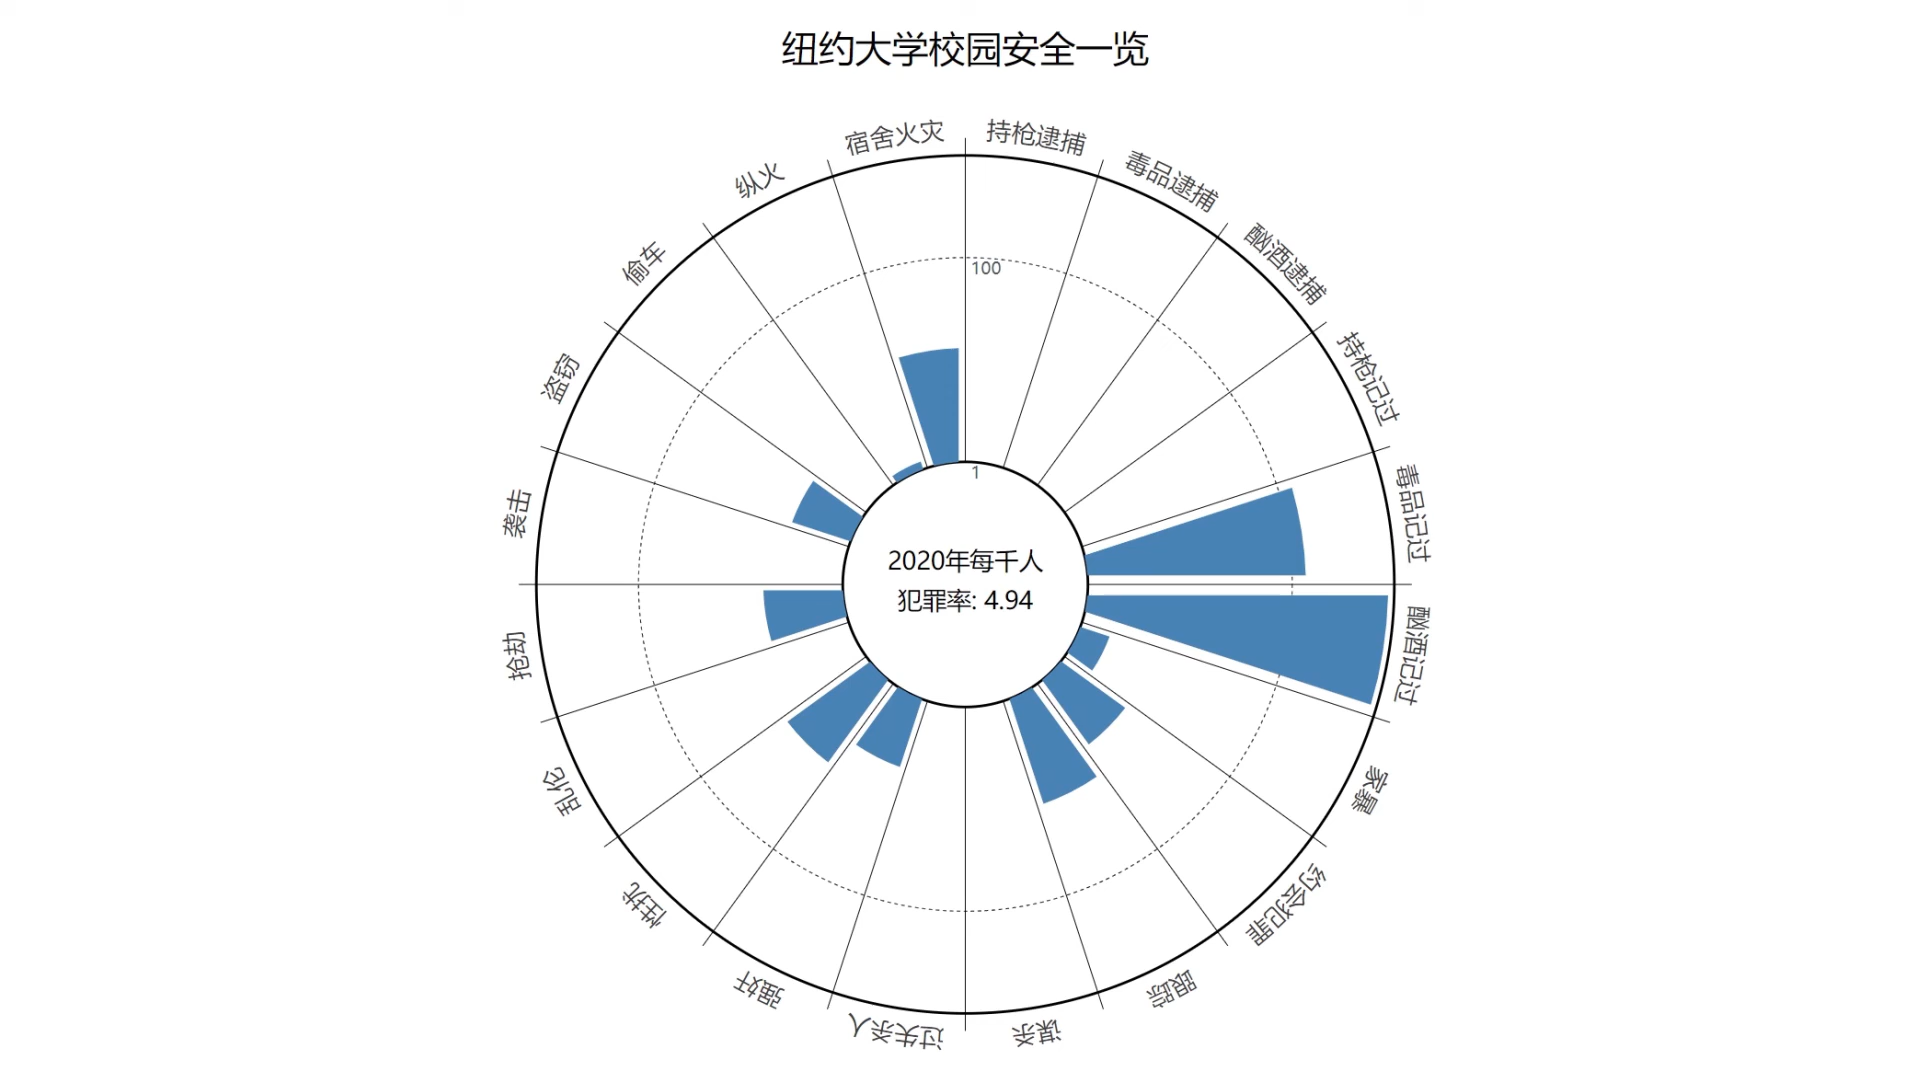 纽约大学校园安全一览
持枪逮捕
毒品逮捕
酗酒逮捕
持枪记过
毒品记过
酗酒记过
家暴
约会犯罪
跟踪
谋杀
过失杀人
强奸
性扰
乱伦
抢劫
袭击
盗窃
偷车
纵火
宿舍火灾
100
1
2020年每千人
犯罪率: 4.94